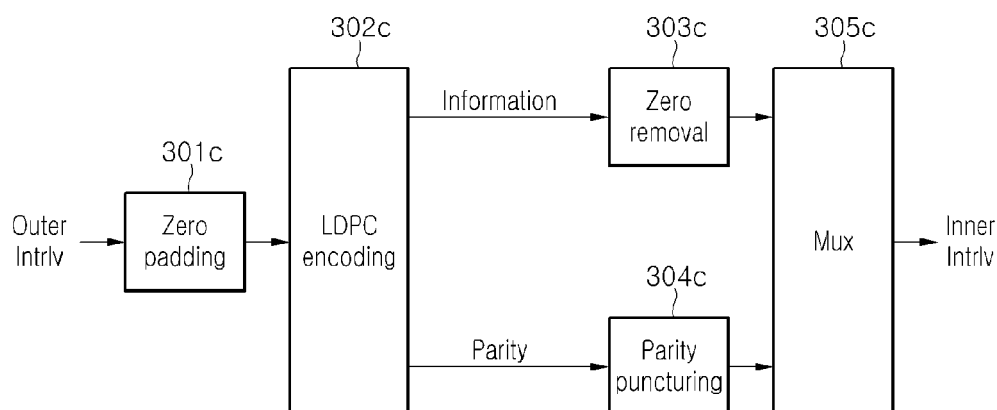 302c
303c
305c
Information
Zero
removal
301c
Outer
Intrlv
Zero
padding
LDPC
encoding
Mux
Inner
Intrlv
304c
Parity
Parity
puncturing